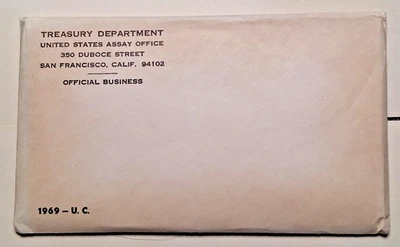 TREASURY DEPARTMENT
UNITED STATES ASSAY OFFICE
350 DUBOCE STREET
SAN FRANCISCO, CALIF. 94102
OFFICIAL BUSINESS
1969 – U. C.